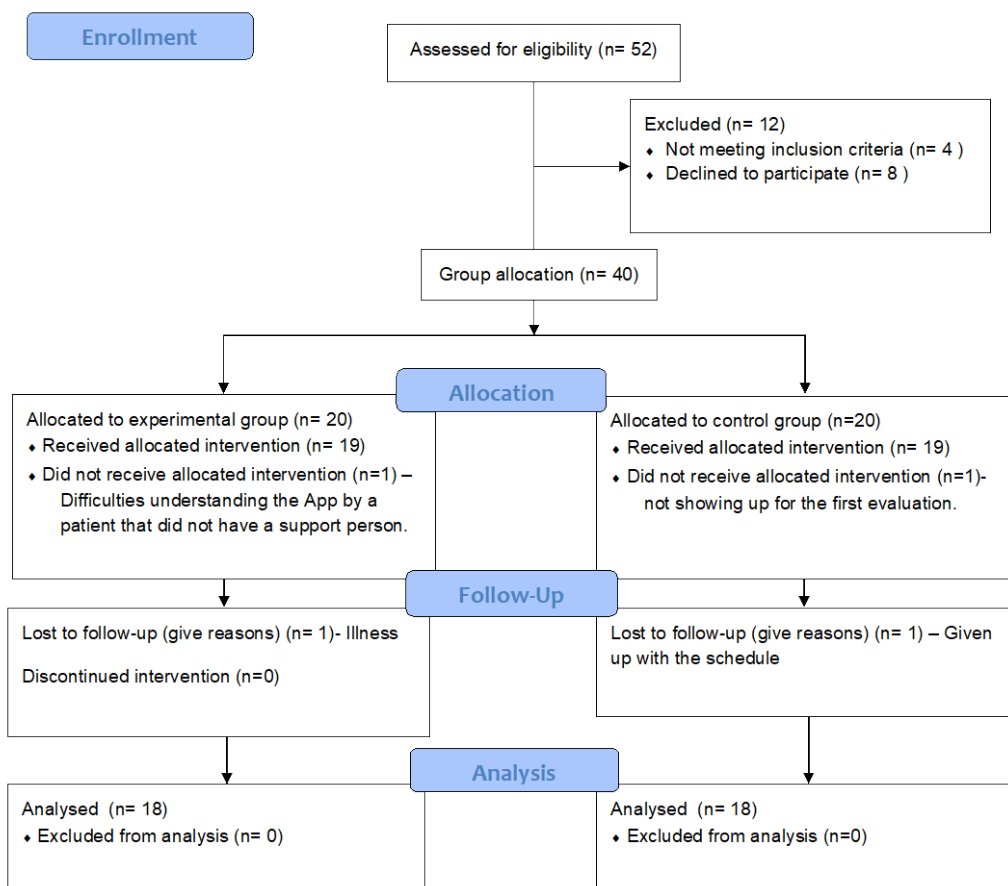 Enrollment
Assessed for eligibility (n= 52)
Excluded (n= 12)
♦ Not meeting inclusion criteria (n= 4 )
♦ Declined to participate (n= 8 )
Group allocation (n= 40)
Allocation
Allocated to experimental group (n= 20)
♦ Received allocated intervention (n= 19)
♦ Did not receive allocated intervention (n=1) –
Difficulties understanding the App by a
patient that did not have a support person.
Allocated to control group (n=20)
♦ Received allocated intervention (n= 19)
♦ Did not receive allocated intervention (n=1)-
not showing up for the first evaluation.
Follow-Up
Lost to follow-up (give reasons) (n= 1)- Illness
Discontinued intervention (n=0)
Lost to follow-up (give reasons) (n= 1) – Given
up with the schedule
Analysis
Analysed (n= 18)
♦ Excluded from analysis (n= 0)
Analysed (n= 18)
♦ Excluded from analysis (n=0)